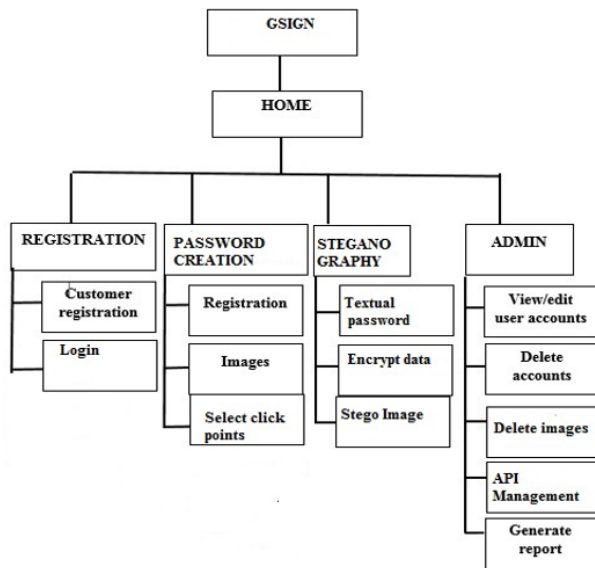 GSIGN
HOME
REGISTRATION
Customer
registration
Login
PASSWORD
CREATION
Registration
Images
Select click
points
STEGANO
GRAPHY
Textual
password
Encrypt data
Stego Image
ADMIN
View/edit
user accounts
Delete
accounts
Delete images
API
Management
Generate
report